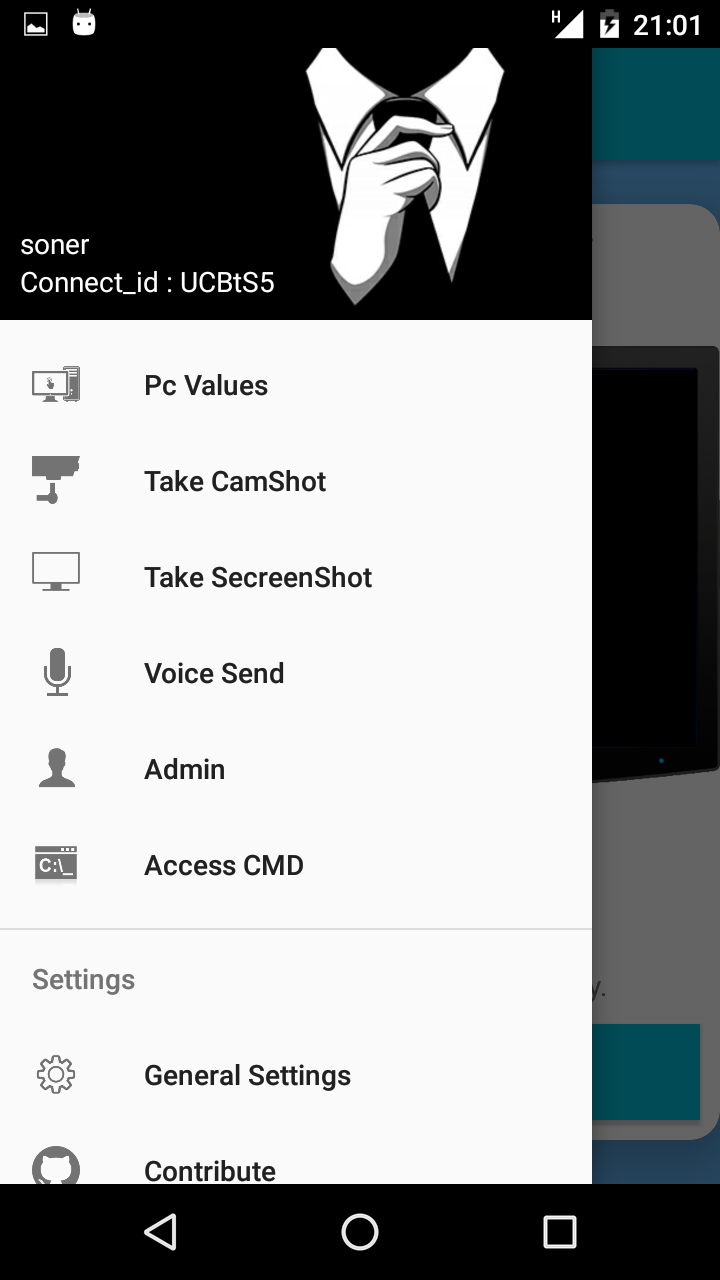 H 21:01
soner
Connect_id : UCBtS5
Pc Values
Take CamShot
Take SecreenShot
Voice Send
Admin
C:\_ Access CMD
Settings
y.
General Settings
Contribute